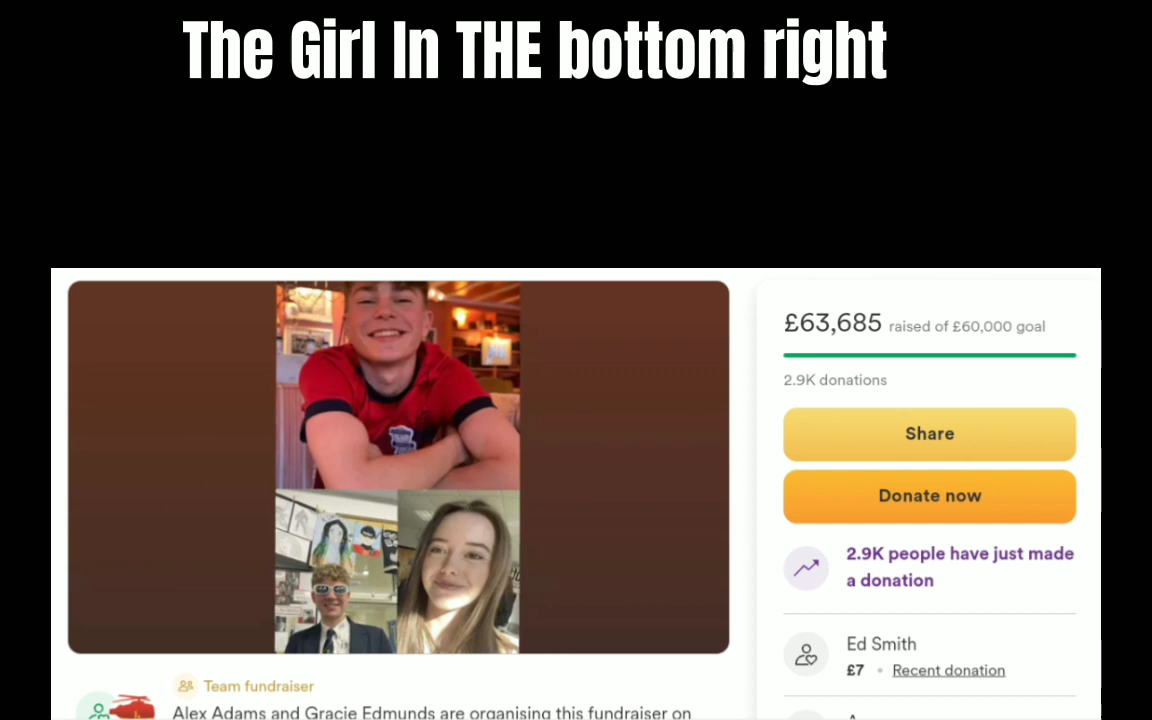 The Girl In THE bottom right
£63,685 raised of £60,000 goal
2.9K donations
Share
Donate now
2.9K people have just made
a donation
Ed Smith
£7 • Recent donation
Team fundraiser
Alex Adams and Gracie Edmunds are organising this fundraiser on